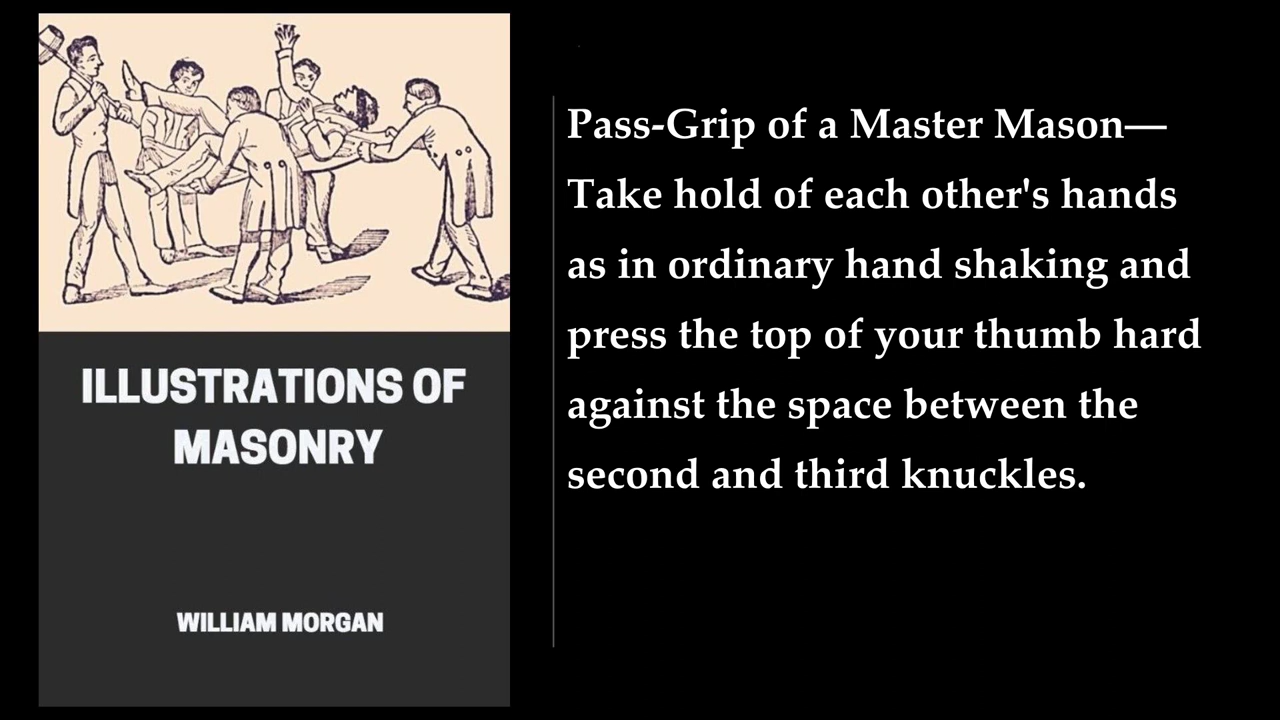 ILLUSTRATIONS OF
MASONRY
WILLIAM MORGAN
Pass-Grip of a Master Mason—
Take hold of each other's hands
as in ordinary hand shaking and
press the top of your thumb hard
against the space between the
second and third knuckles.